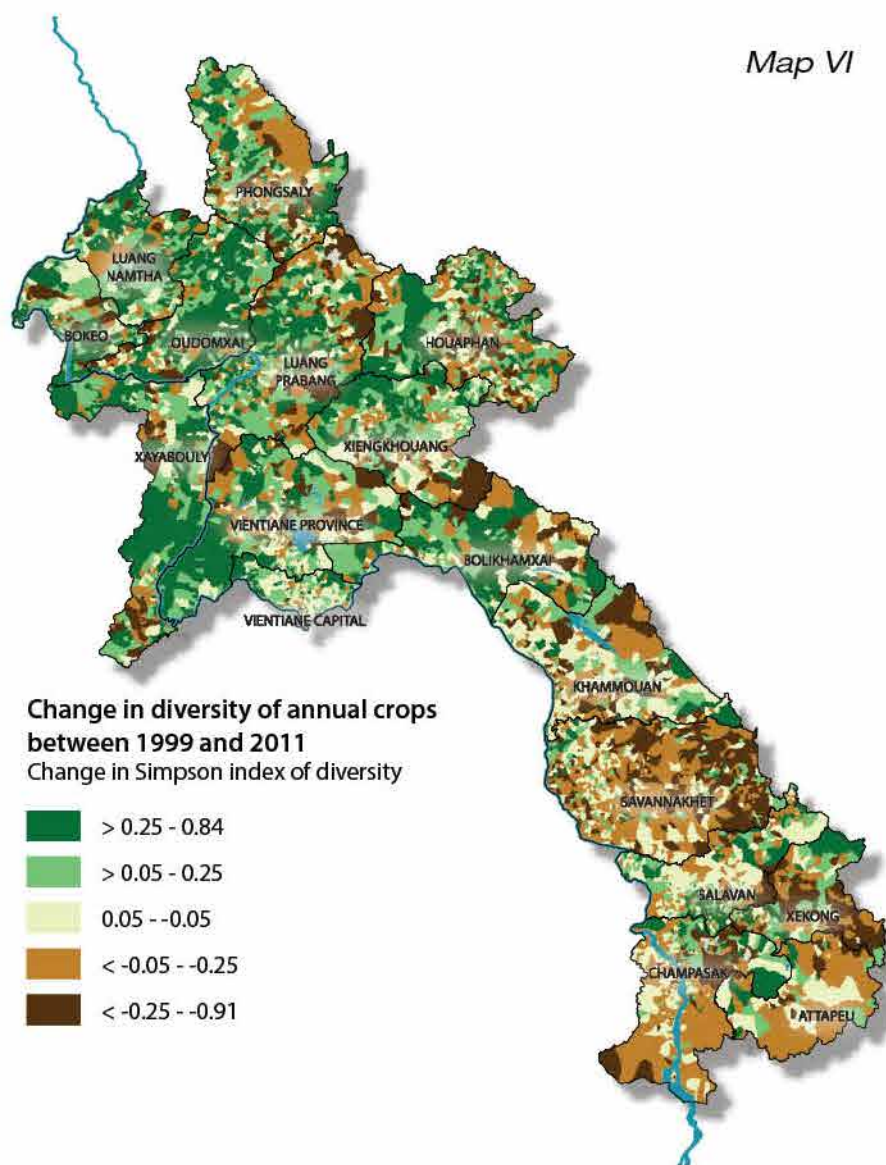 Map VI
PHONGSALY
LUANG
NAMTHA
BOKEO
OUDOMXAI
LUANG
PRABANG
HOUAPHAN
XIENGKHOUANG
XAYABOULY
VIENTIANE PROVINCE
BOLIKHAMXAI
VIENTIANE CAPITAL
KHAMMOUAN
SAVANNAKHET
SALAVAN
XEKONG
CHAMPASAK
ATTAPEU
Change in diversity of annual crops
between 1999 and 2011
Change in Simpson index of diversity
> 0.25 - 0.84
> 0.05 - 0.25
0.05 - -0.05
< -0.05 - -0.25
< -0.25 - -0.91